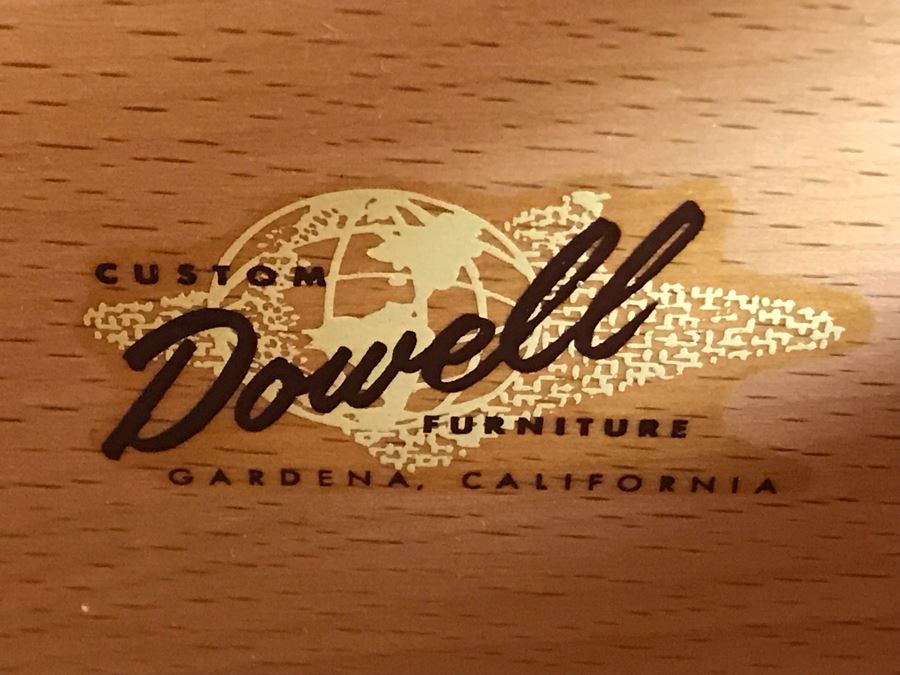 CUSTOM
Dowell
FURNITURE
GARDENA, CALIFORNIA